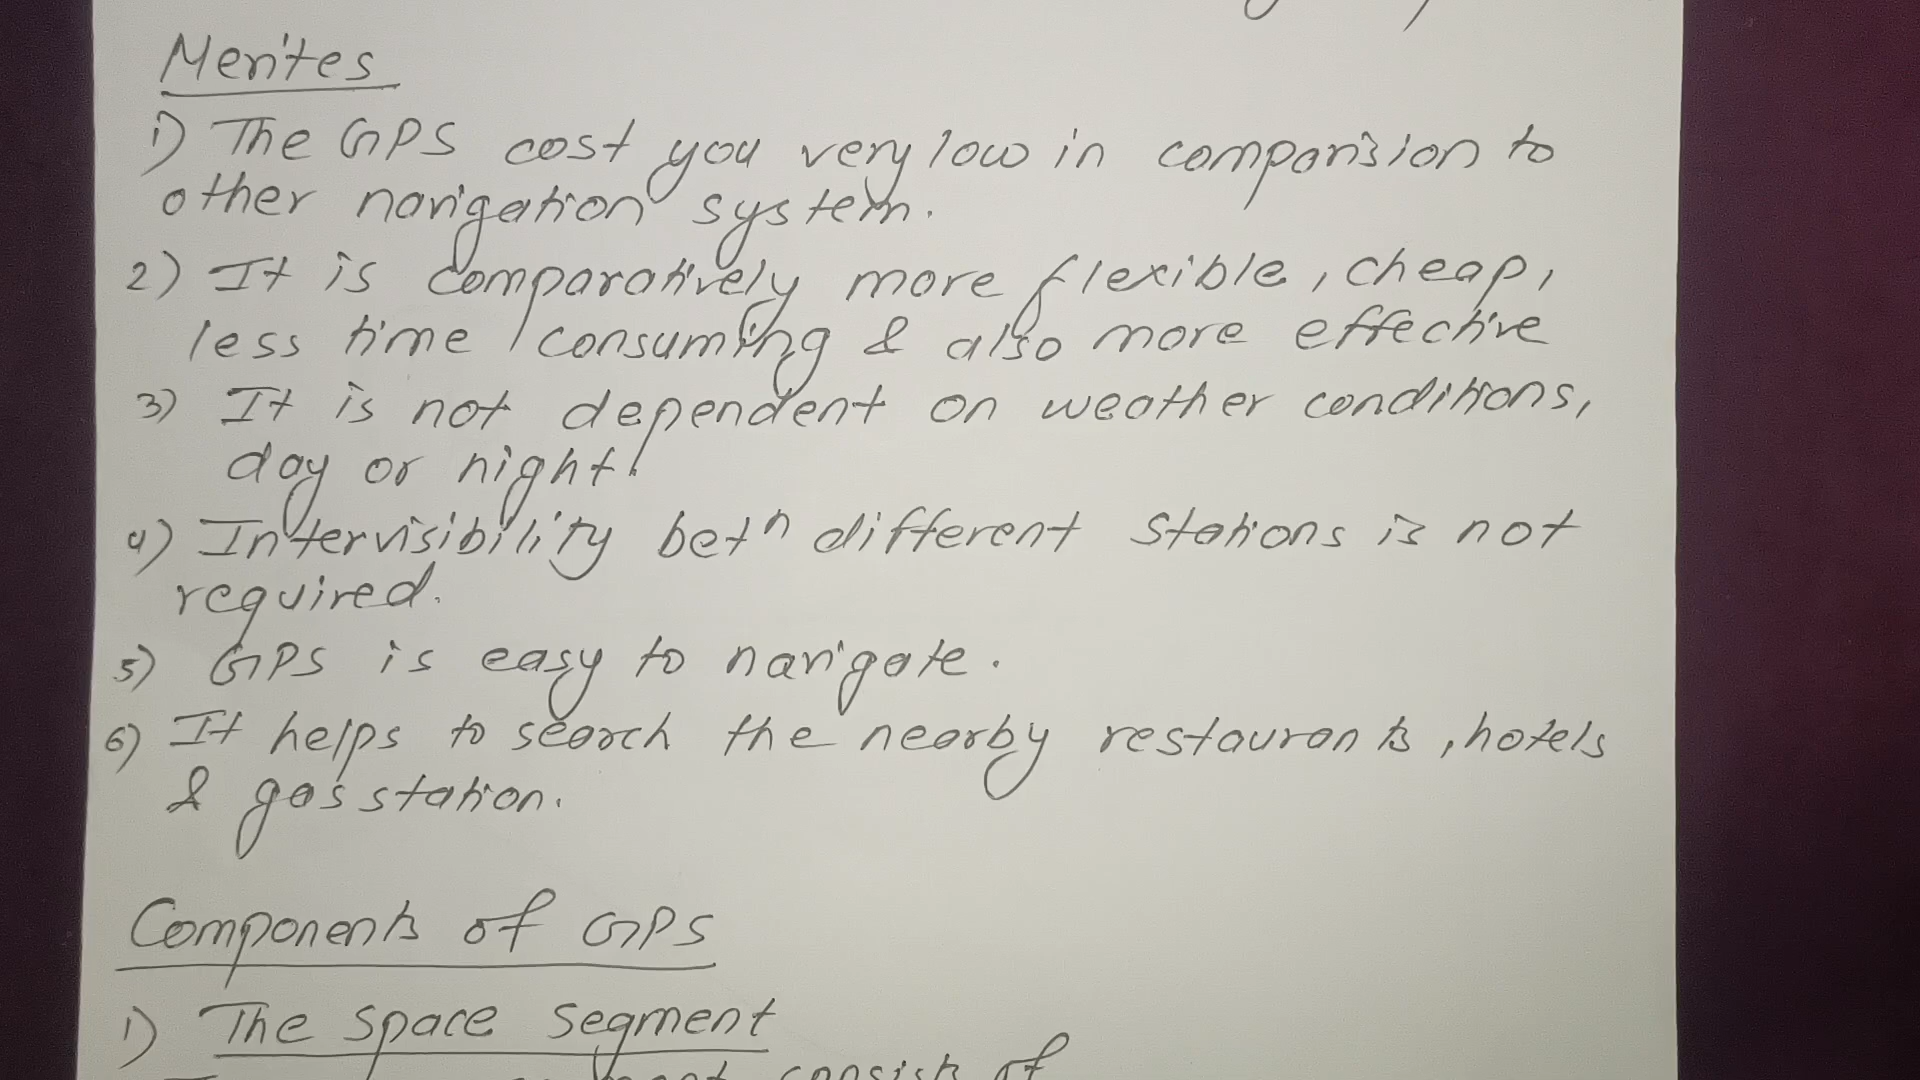 Merites
1) The GPS cost you very low in comparision to
other navigation system.
2) It is comparatively more flexible, cheap,
less time consuming & also more effective
3) It is not dependent on weather conditions,
day or night.
4) Intervisibility betn different stations is not
required.
5) GPS is easy to navigate.
6) It helps to search the nearby restaurants, hotels
& gas station.
Components of GPS
1) The Space Segment
consists of